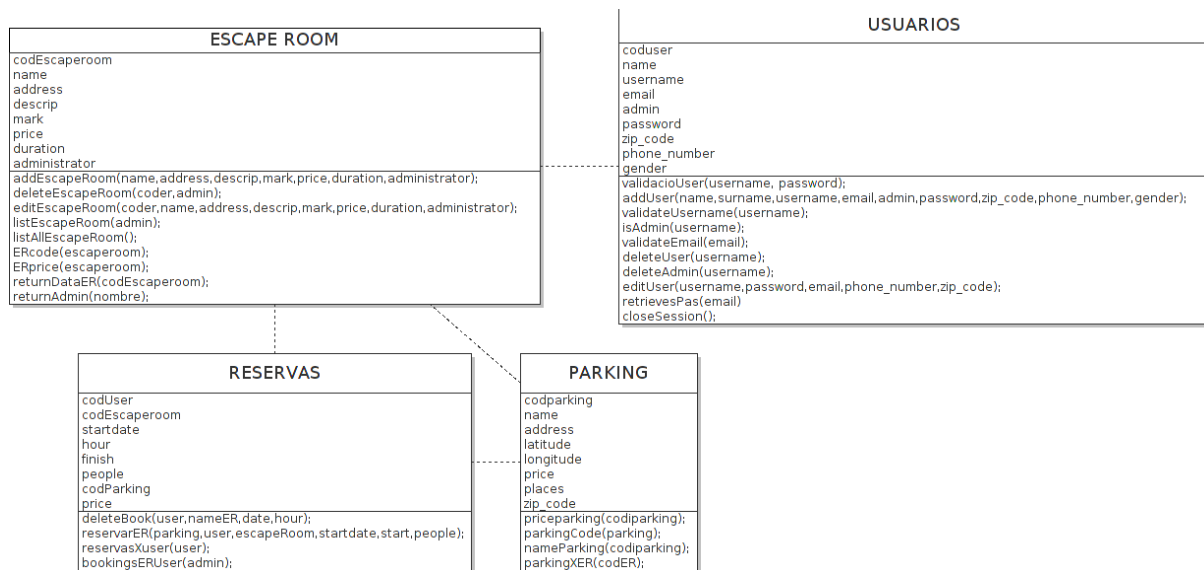 ESCAPE ROOM
codEscaperoom
name
address
descrip
mark
price
duration
administrator
addEscapeRoom(name,address,descrip,mark,price,duration,administrator);
deleteEscapeRoom(coder,admin);
editEscapeRoom(coder,name,address,descrip,mark,price,duration,administrator);
listEscapeRoom(admin);
listAllEscapeRoom();
ERcode(escaperoom);
ERprice(escaperoom);
returnDataER(codEscaperoom);
returnAdmin(nombre);
USUARIOS
coduser
name
username
email
admin
password
zip_code
phone_number
gender
validacioUser(username, password);
addUser(name,surname,username,email,admin,password,zip_code,phone_number,gender);
validateUsername(username);
isAdmin(username);
validateEmail(email);
deleteUser(username);
deleteAdmin(username);
editUser(username,password,email,phone_number,zip_code);
retrievesPas(email)
closeSession();
RESERVAS
codUser
codEscaperoom
startdate
hour
finish
people
codParking
price
deleteBook(user,nameER,date,hour);
reservarER(parking,user,escapeRoom,startdate,start,people);
reservasXuser(user);
bookingsERUser(admin);
PARKING
codparking
name
address
latitude
longitude
price
places
zip_code
priceparking(codiparking);
parkingCode(parking);
nameParking(codiparking);
parkingXER(codER);